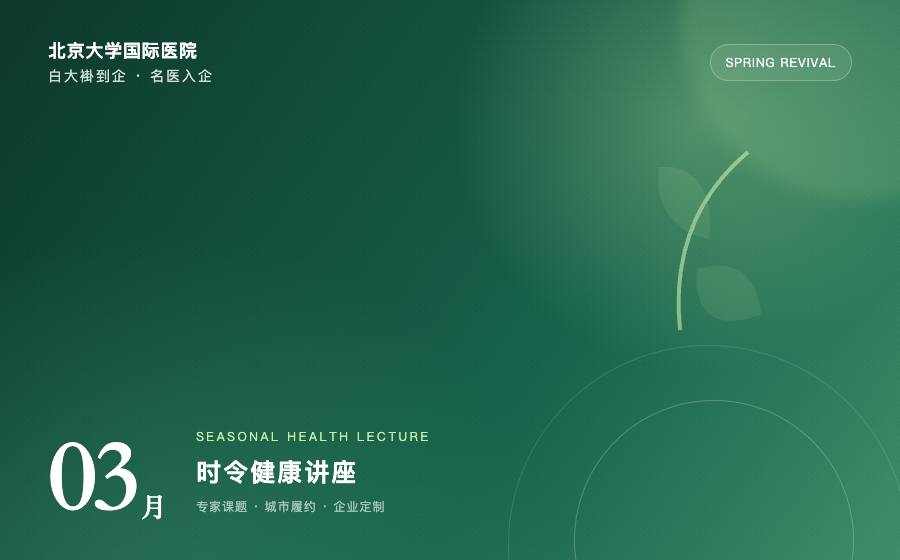 北京大学国际医院
白大褂到企 · 名医入企
SPRING REVIVAL
03月
SEASONAL HEALTH LECTURE
时令健康讲座
专家课题 · 城市履约 · 企业定制